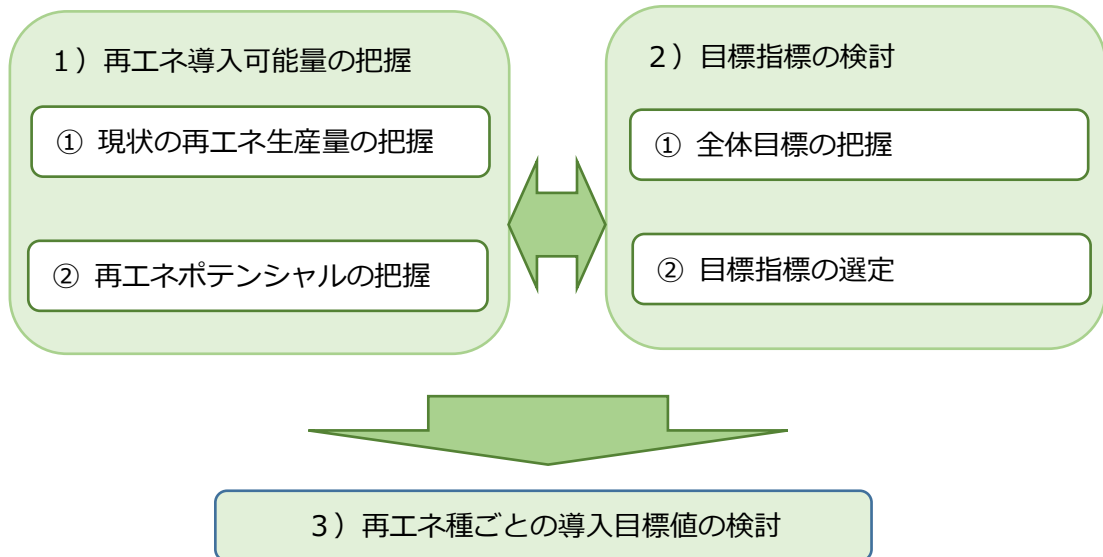 １）再エネ導入可能量の把握
① 現状の再エネ生産量の把握
② 再エネポテンシャルの把握
２）目標指標の検討
① 全体目標の把握
② 目標指標の選定
３）再エネ種ごとの導入目標値の検討